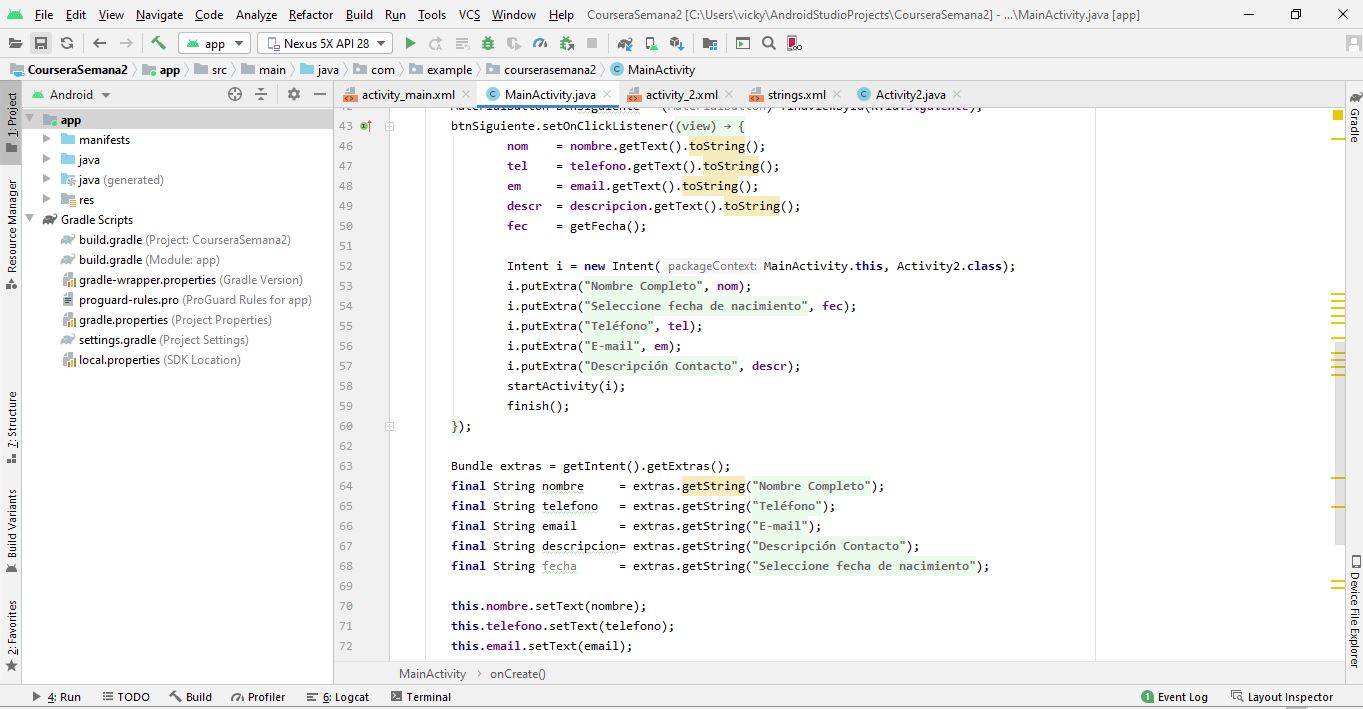 File Edit View Navigate Code Analyze Refactor Build Run Tools VCS Window Help CourseraSemana2 [C:\Users\vicky\AndroidStudioProjects\CourseraSemana2] - ...\MainActivity.java [app]
app Nexus 5X API 28
CourseraSemana2 app src main java com example courserasemana2 MainActivity
Android activity_main.xml MainActivity.java activity_2.xml strings.xml Activity2.java
1: Project
Resource Manager
7: Structure
Build Variants
2: Favorites
app
manifests
java
java (generated)
res
Gradle Scripts
build.gradle (Project: CourseraSemana2)
build.gradle (Module: app)
gradle-wrapper.properties (Gradle Version)
proguard-rules.pro (ProGuard Rules for app)
gradle.properties (Project Properties)
settings.gradle (Project Settings)
local.properties (SDK Location)
43 btnSiguiente.setOnClickListener((view) → {
46 nom = nombre.getText().toString();
47 tel = telefono.getText().toString();
48 em = email.getText().toString();
49 descr = descripcion.getText().toString();
50 fec = getFecha();
51
52 Intent i = new Intent( packageContext: MainActivity.this, Activity2.class);
53 i.putExtra("Nombre Completo", nom);
54 i.putExtra("Seleccione fecha de nacimiento", fec);
55 i.putExtra("Teléfono", tel);
56 i.putExtra("E-mail", em);
57 i.putExtra("Descripción Contacto", descr);
58 startActivity(i);
59 finish();
60 });
62
63 Bundle extras = getIntent().getExtras();
64 final String nombre = extras.getString("Nombre Completo");
65 final String telefono = extras.getString("Teléfono");
66 final String email = extras.getString("E-mail");
67 final String descripcion= extras.getString("Descripción Contacto");
68 final String fecha = extras.getString("Seleccione fecha de nacimiento");
69
70 this.nombre.setText(nombre);
71 this.telefono.setText(telefono);
72 this.email.setText(email);
MainActivity onCreate()
Gradle
Device File Explorer
4: Run TODO Build Profiler 6: Logcat Terminal 1 Event Log Layout Inspector